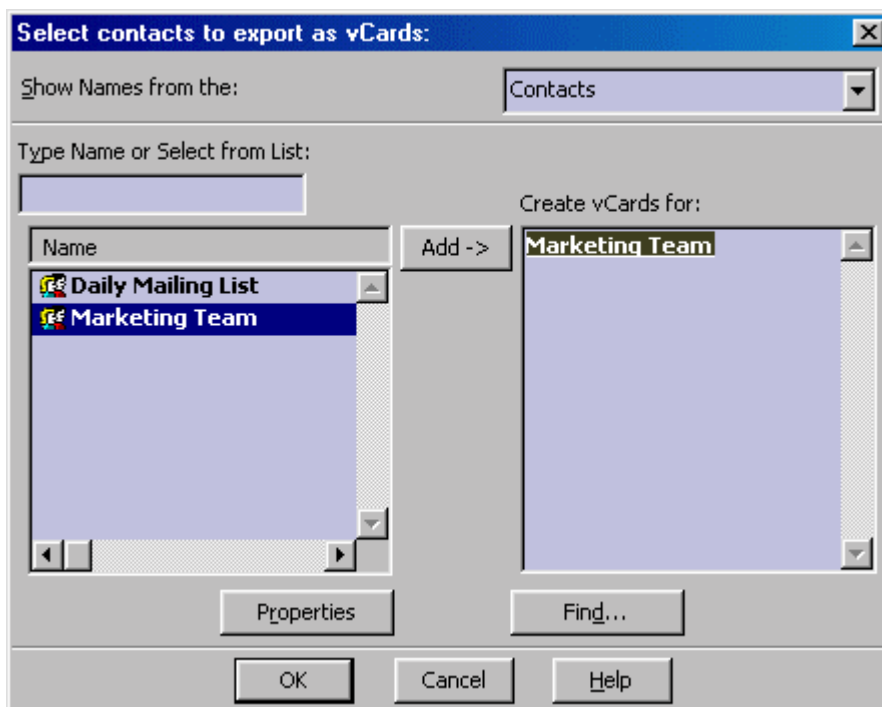 Select contacts to export as vCards:
Show Names from the:
Contacts
Type Name or Select from List:
Create vCards for:
Name
Add ->
Marketing Team
Daily Mailing List
Marketing Team
Properties
Find...
OK
Cancel
Help